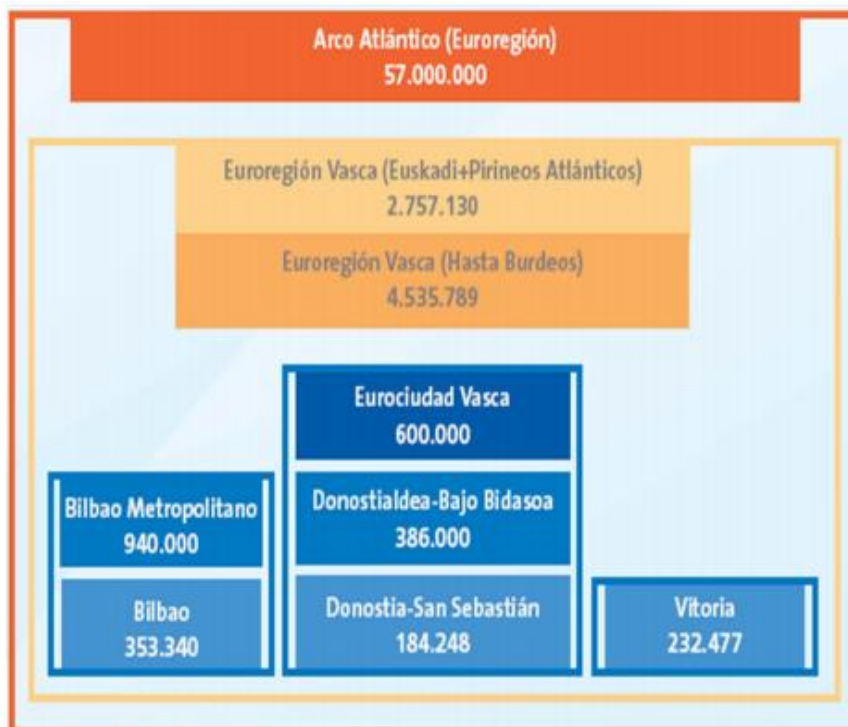 Arco Atlántico (Euroregión)
57.000.000
Euroregión Vasca (Euskadi+Pirineos Atlánticos)
2.757.130
Euroregión Vasca (Hasta Burdeos)
4.535.789
Eurociudad Vasca
600.000
Bilbao Metropolitano
940.000
Donostialdea-Bajo Bidasoa
386.000
Bilbao
353.340
Donostia-San Sebastián
184.248
Vitoria
232.477